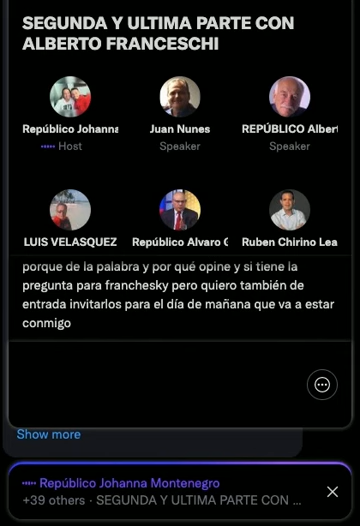 SEGUNDA Y ULTIMA PARTE CON
ALBERTO FRANCESCHI
Repúblico Johanna
Juan Nunes
REPÚBLICO Albert
Host
Speaker
Speaker
LUIS VELASQUEZ
Repúblico Alvaro G
Ruben Chirino Lea
porque de la palabra y por qué opine y si tiene la
pregunta para franchesky pero quiero también de
entrada invitarlos para el día de mañana que va a estar
conmigo
Show more
Repúblico Johanna Montenegro
+39 others · SEGUNDA Y ULTIMA PARTE CON ...